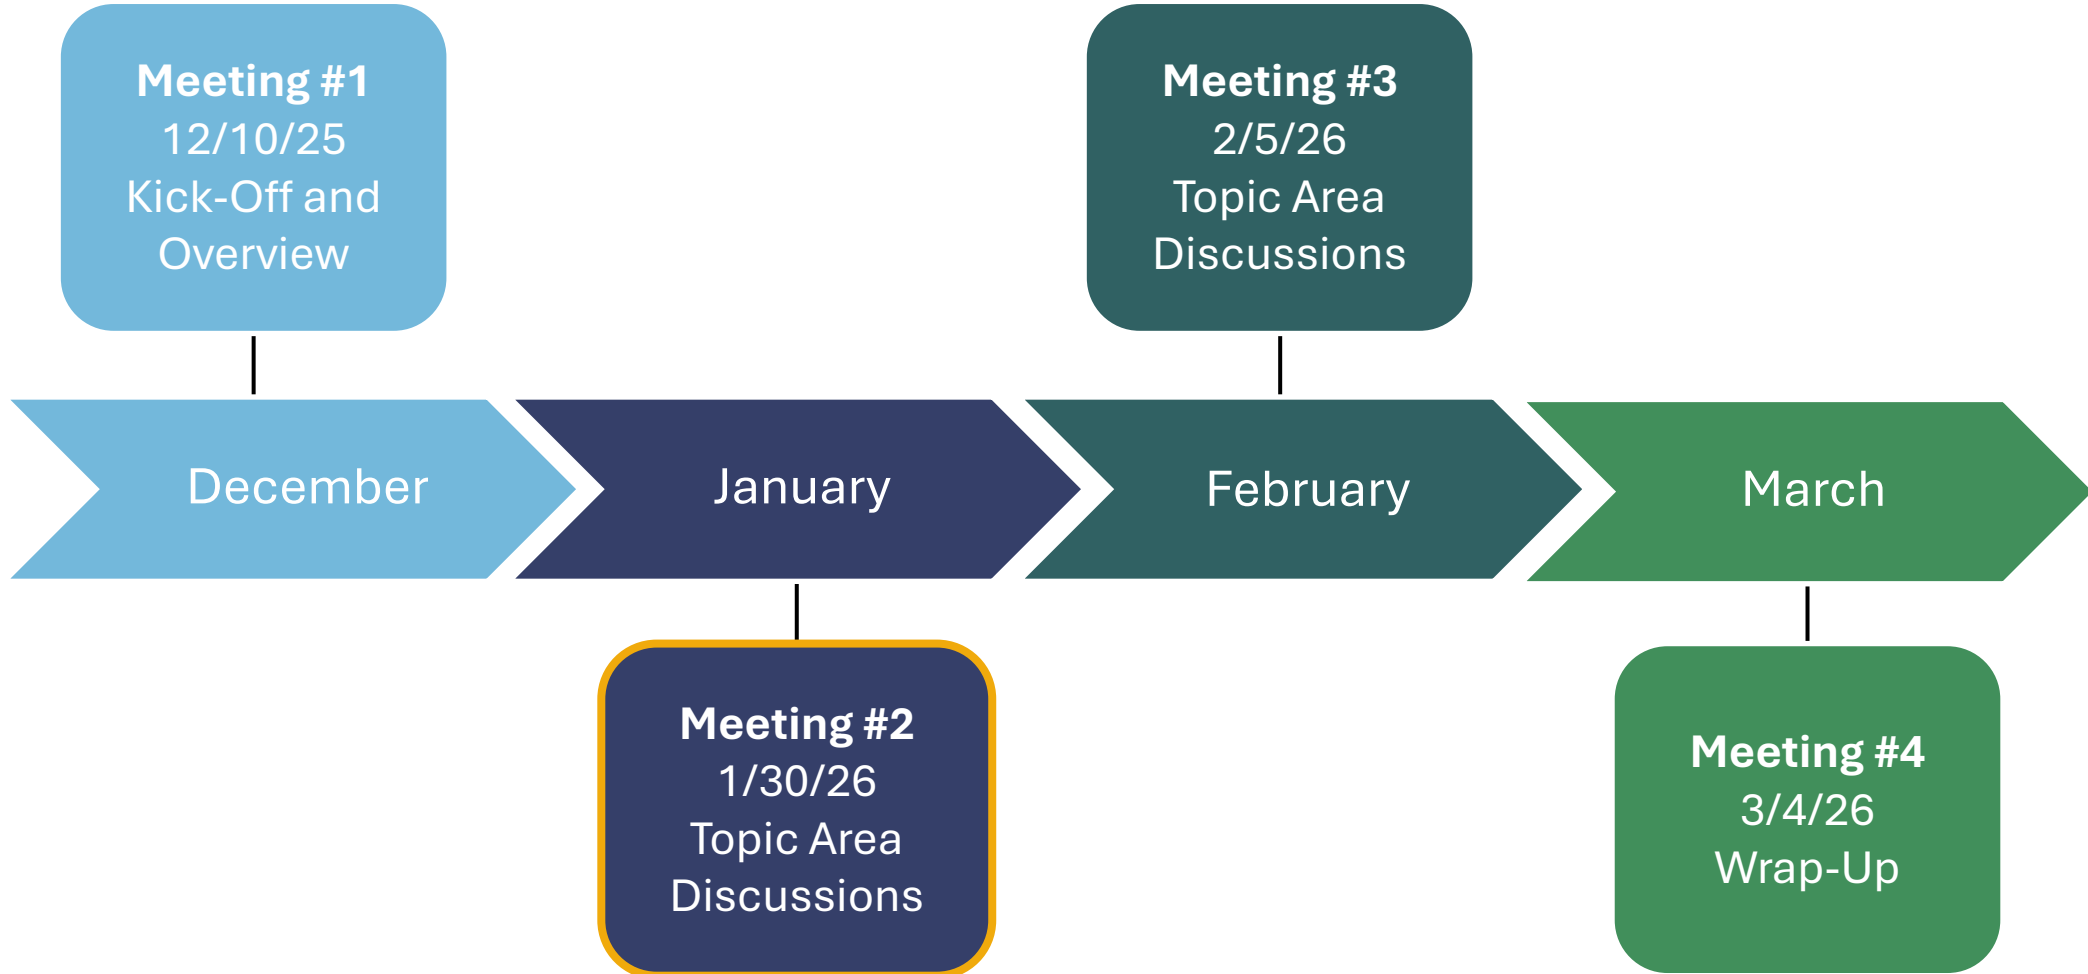 Meeting #1
12/10/25
Kick-Off and
Overview
Meeting #3
2/5/26
Topic Area
Discussions
December
January
February
March
Meeting #2
1/30/26
Topic Area
Discussions
Meeting #4
3/4/26
Wrap-Up